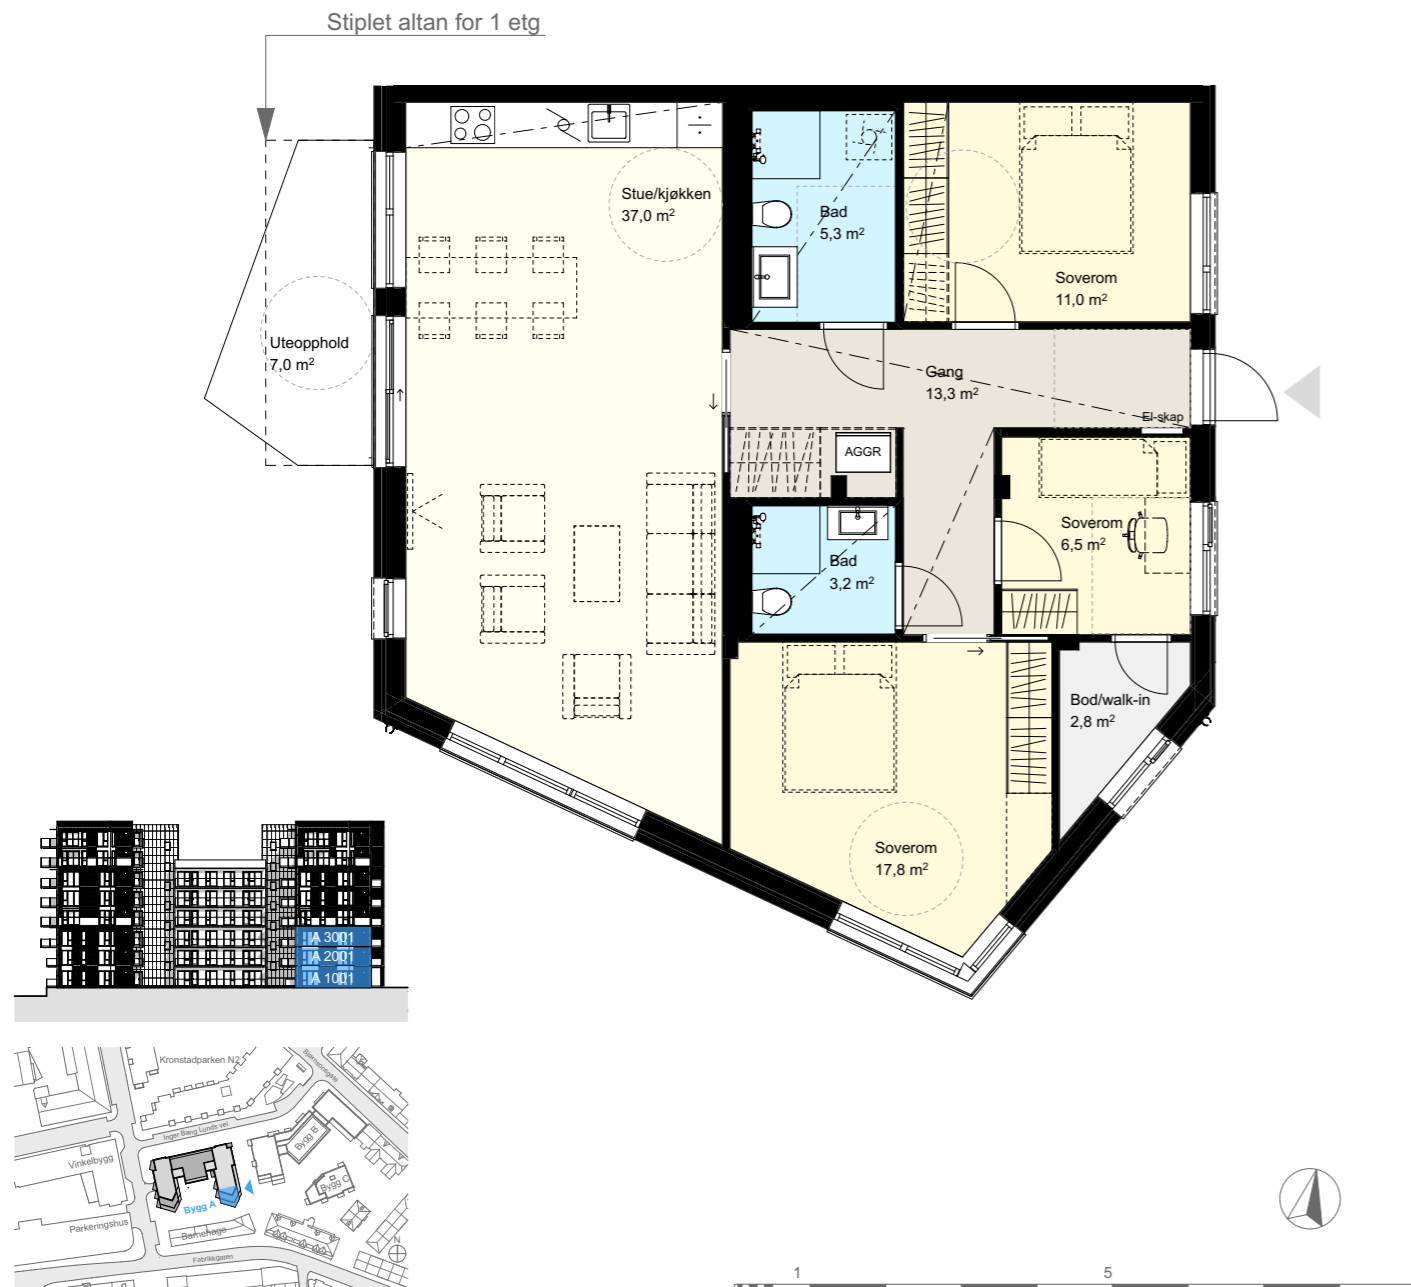 Stiplet altan for 1 etg
Stue/kjøkken
37,0 m²
Bad
5,3 m²
Soverom
11,0 m²
Uteopphold
7,0 m²
Gang
13,3 m²
El-skap
AGGR
Soverom
6,5 m²
Bad
3,2 m²
Bod/walk-in
2,8 m²
Soverom
17,8 m²
A 3001
A 2001
A 1001
Kronstadparken N2
Bjørnsonsgate
Inger Bang Lunds vei
Bygg B
Vinkelbygg
Bygg C
Bygg A
Parkeringshus
Barnehage
N
Fabrikkgaten
1 5